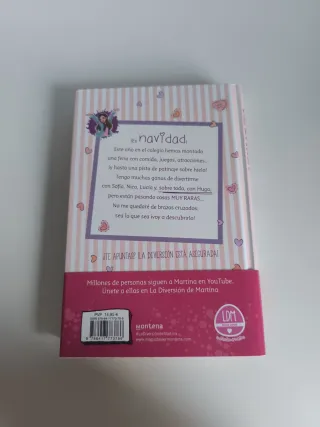 ¡Es navidad!
Este año en el colegio hemos montado
una feria con comida, juegos, atracciones...
¡y hasta una pista de patinaje sobre hielo!
Tengo muchas ganas de divertirme
con Sofía, Nico, Lucía y, sobre todo, con Hugo,
pero están pasando cosas MUY RARAS...
No me quedaré de brazos cruzados,
sea lo que sea ¡voy a descubrirlo!
¿TE APUNTAS? ¡LA DIVERSIÓN ESTÁ ASEGURADA!
Millones de personas siguen a Martina en YouTube.
Únete a ellas en La Diversión de Martina.
montena
LDM